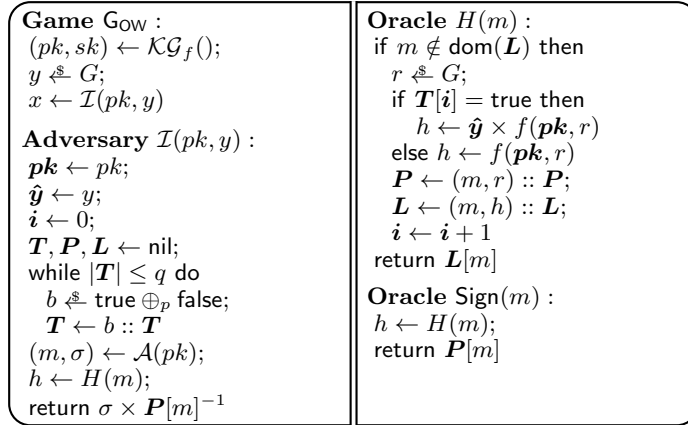 Game G_OW :
(pk, sk) ← KG_f();
y ←$ G;
x ← I(pk, y)
Adversary I(pk, y) :
pk ← pk;
ŷ ← y;
i ← 0;
T, P, L ← nil;
while |T| ≤ q do
b ←$ true ⊕_p false;
T ← b :: T
(m, σ) ← A(pk);
h ← H(m);
return σ × P[m]^−1
Oracle H(m) :
if m ∉ dom(L) then
r ←$ G;
if T[i] = true then
h ← ŷ × f(pk, r)
else h ← f(pk, r)
P ← (m, r) :: P;
L ← (m, h) :: L;
i ← i + 1
return L[m]
Oracle Sign(m) :
h ← H(m);
return P[m]